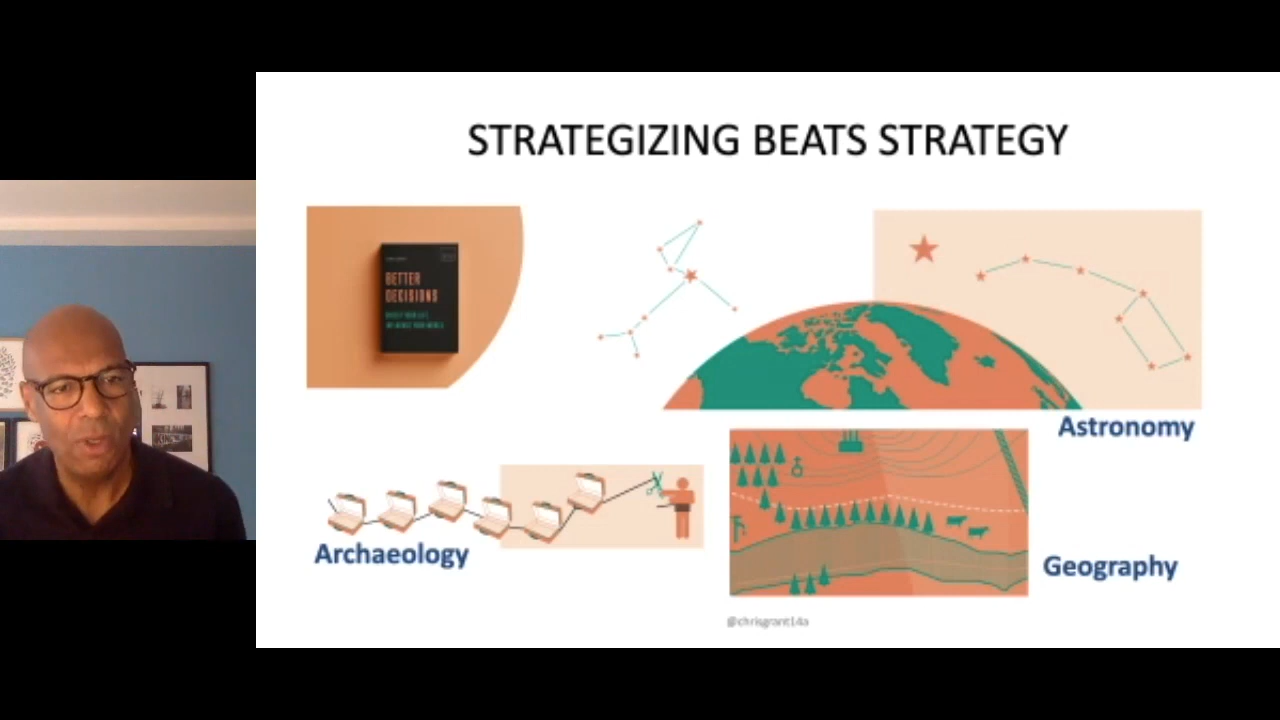 STRATEGIZING BEATS STRATEGY
BETTER
DECISIONS
Astronomy
Archaeology
Geography
@chrisgrant14a